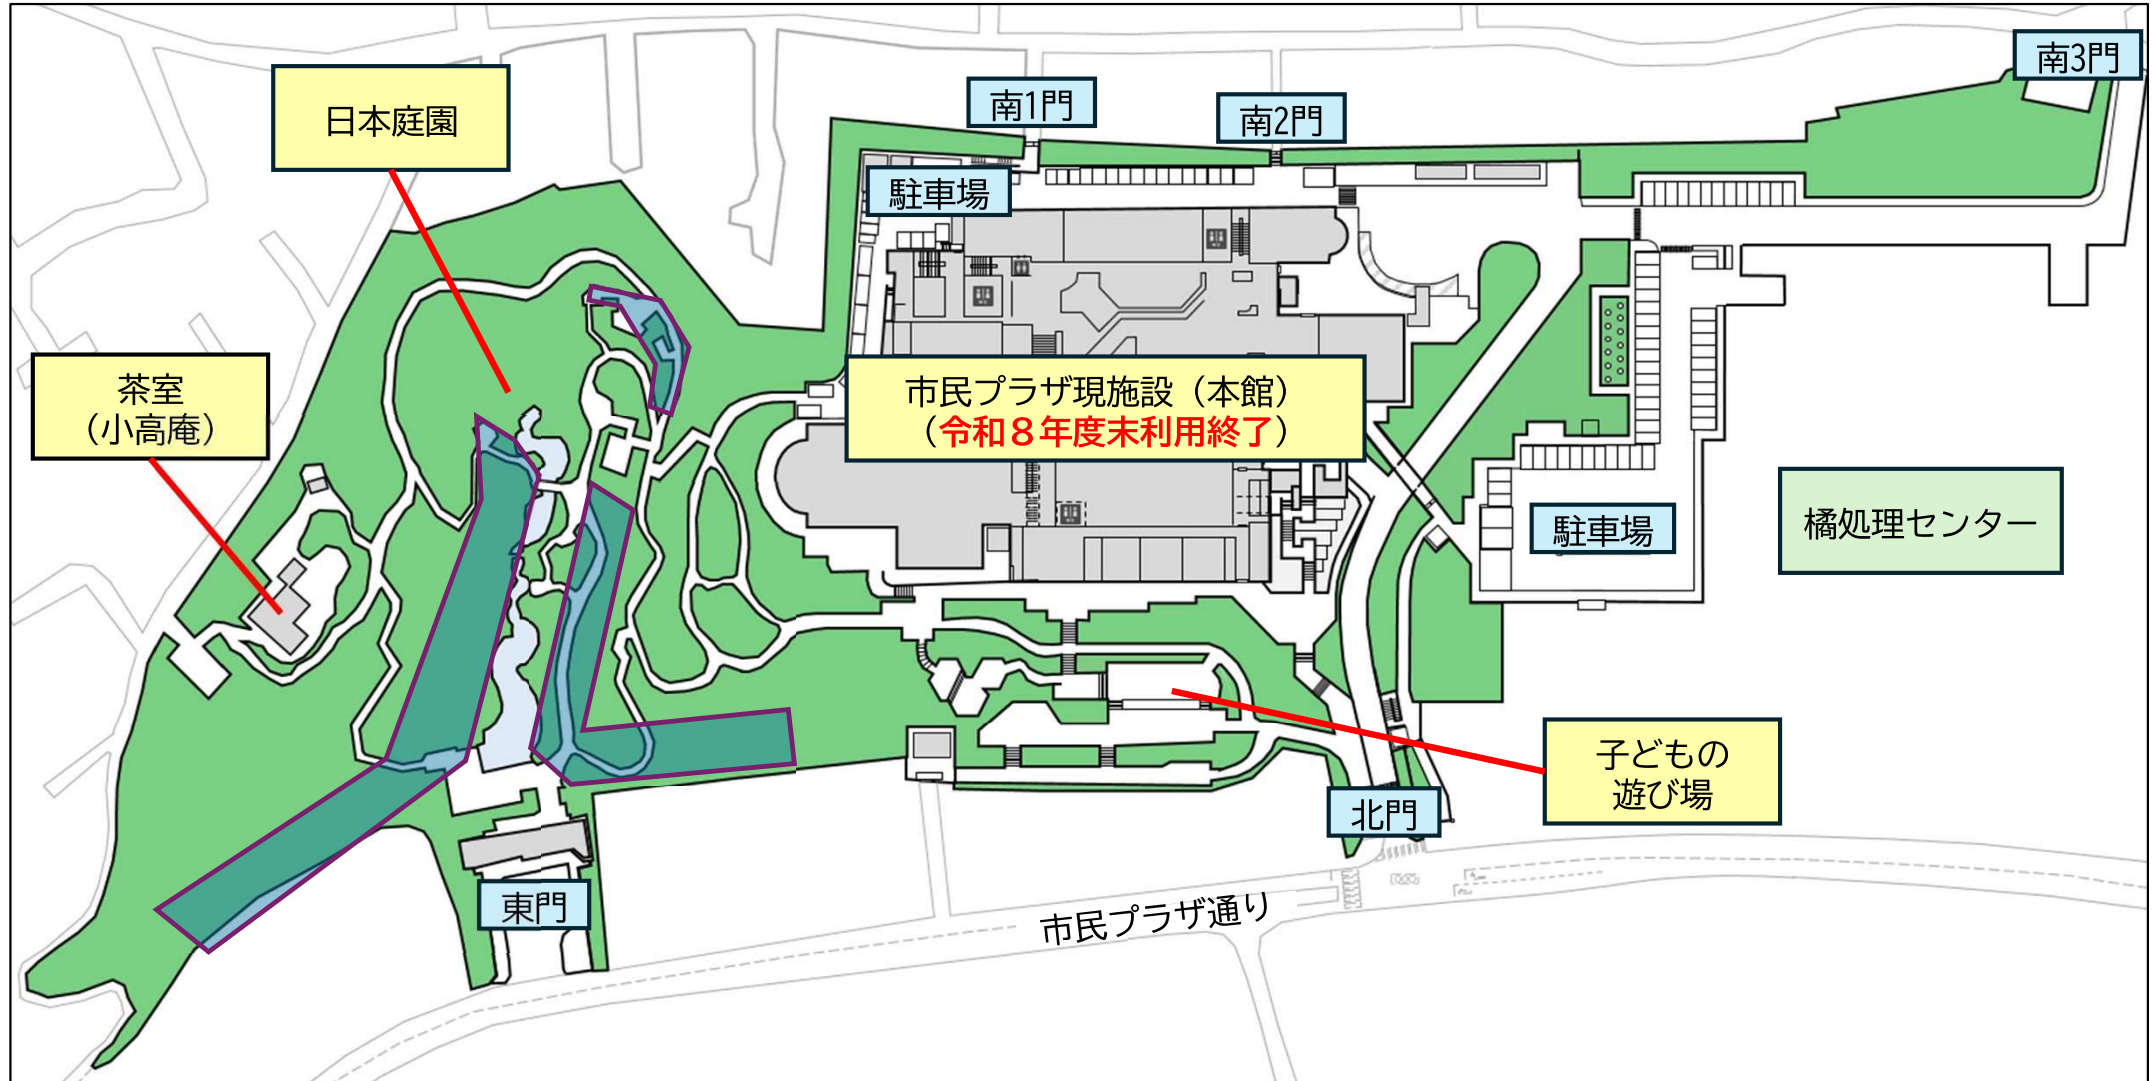 南3門
日本庭園
南1門
南2門
駐車場
茶室
（小高庵）
市民プラザ現施設（本館）
（令和８年度末利用終了）
駐車場
橘処理センター
子どもの
遊び場
北門
東門
市民プラザ通り